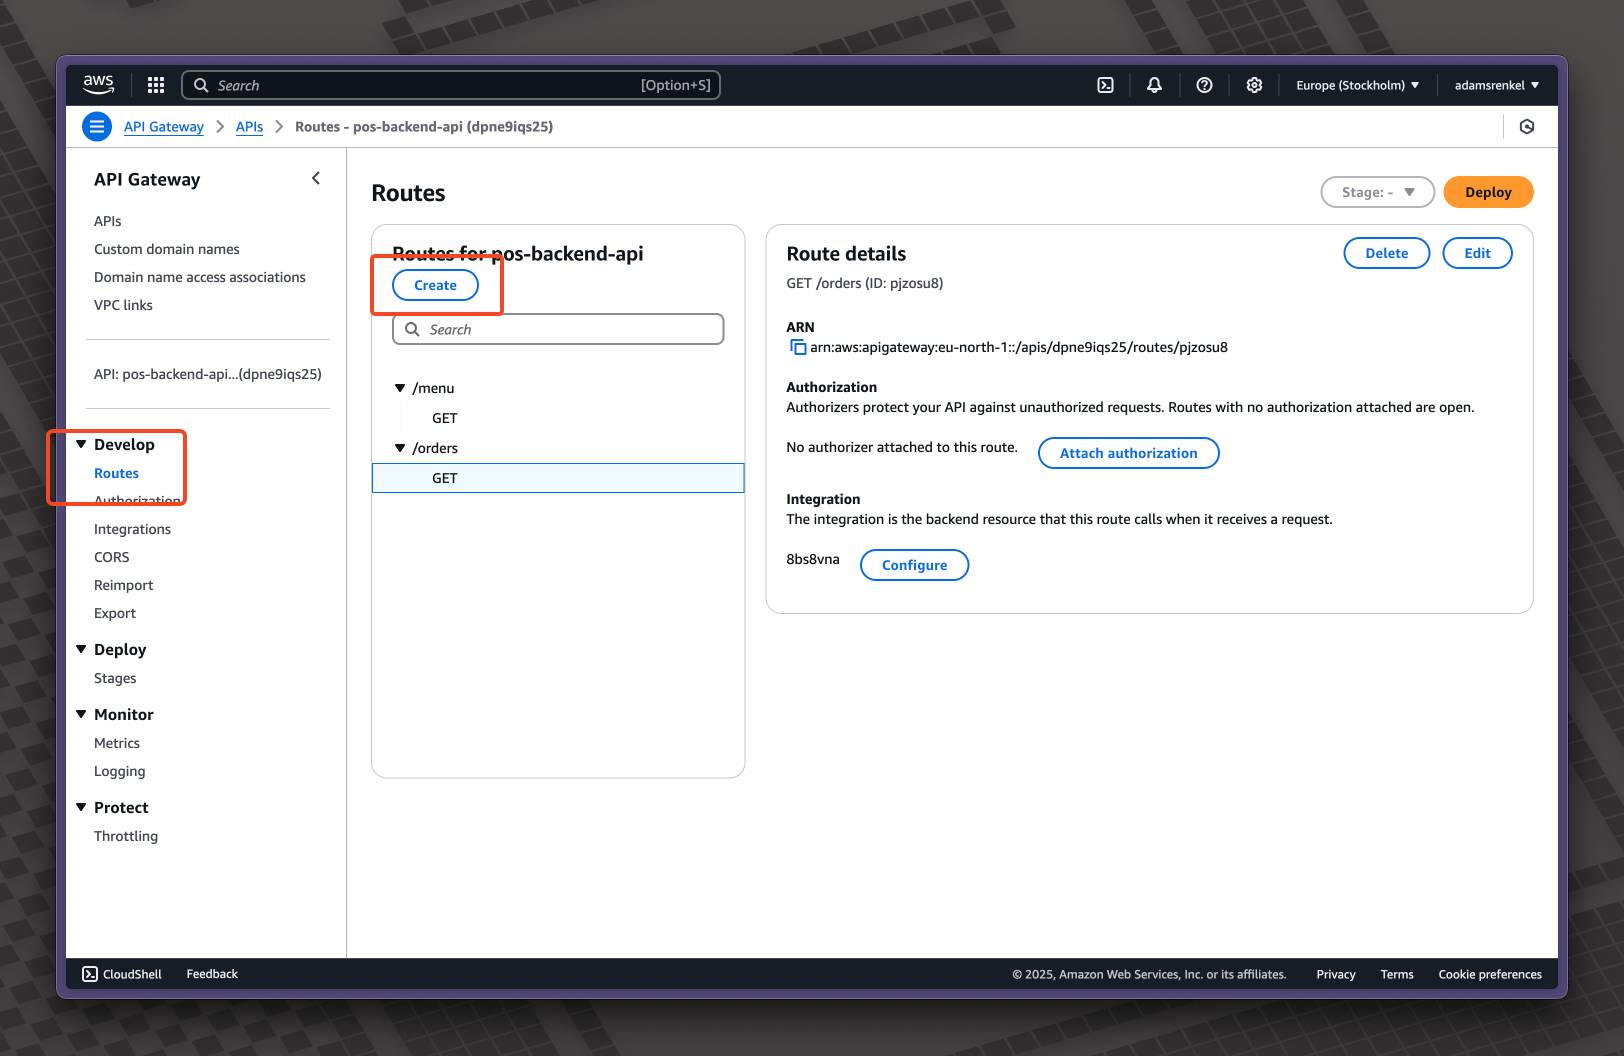 aws
Search
[Option+S]
Europe (Stockholm)
adamsrenkel
API Gateway
APIs
Routes - pos-backend-api (dpne9iqs25)
API Gateway
APIs
Custom domain names
Domain name access associations
VPC links
API: pos-backend-api...(dpne9iqs25)
Develop
Routes
Authorization
Integrations
CORS
Reimport
Export
Deploy
Stages
Monitor
Metrics
Logging
Protect
Throttling
Routes
Stage: -
Deploy
Routes for pos-backend-api
Create
Search
/menu
GET
/orders
GET
Route details
Delete
Edit
GET /orders (ID: pjzosu8)
ARN
arn:aws:apigateway:eu-north-1::/apis/dpne9iqs25/routes/pjzosu8
Authorization
Authorizers protect your API against unauthorized requests. Routes with no authorization attached are open.
No authorizer attached to this route.
Attach authorization
Integration
The integration is the backend resource that this route calls when it receives a request.
8bs8vna
Configure
CloudShell
Feedback
© 2025, Amazon Web Services, Inc. or its affiliates.
Privacy
Terms
Cookie preferences